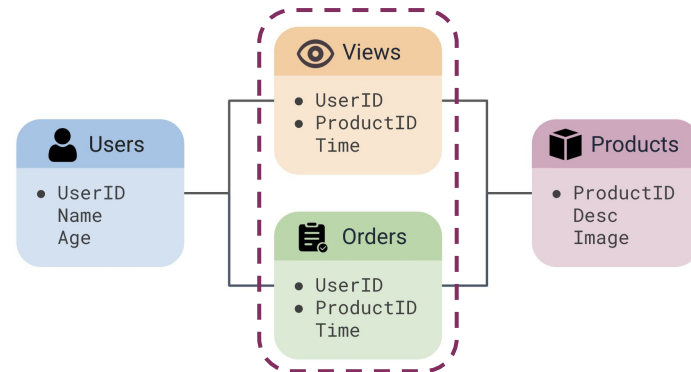 Users
● UserID
Name
Age
Views
● UserID
● ProductID
Time
Orders
● UserID
● ProductID
Time
Products
● ProductID
Desc
Image